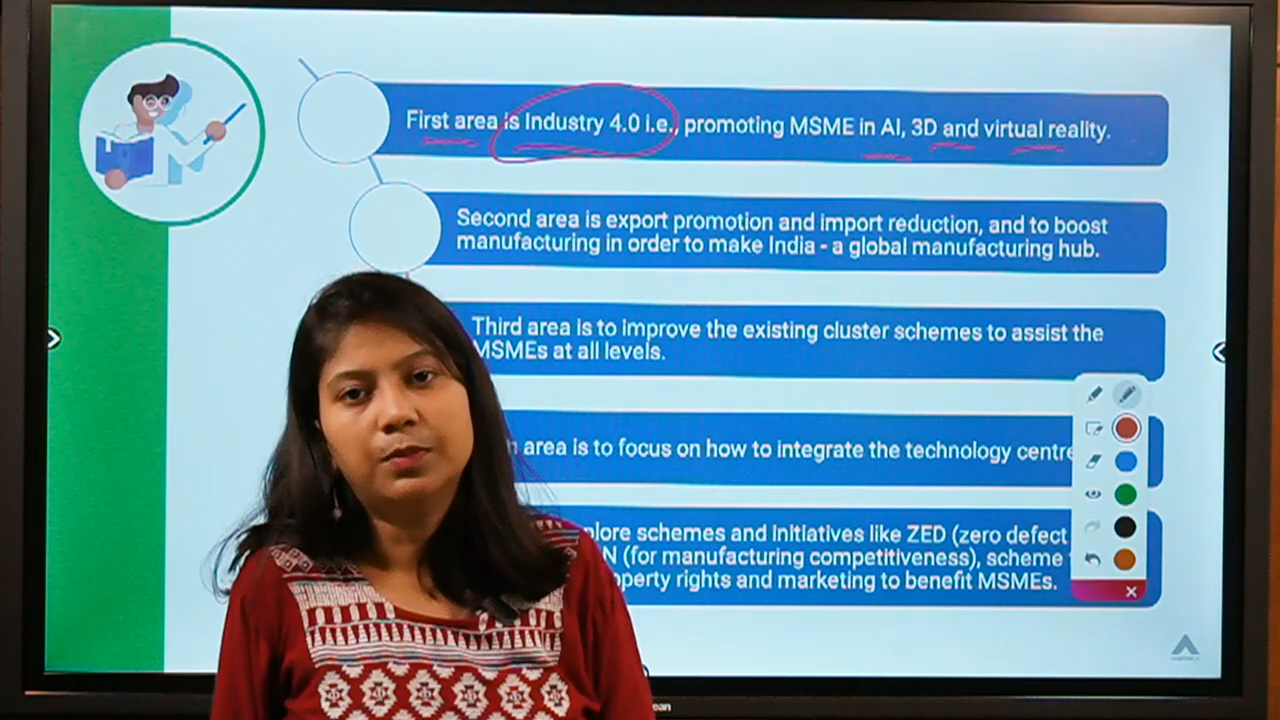 First area is Industry 4.0 i.e., promoting MSME in AI, 3D and virtual reality.
Second area is export promotion and import reduction, and to boost
manufacturing in order to make India - a global manufacturing hub.
Third area is to improve the existing cluster schemes to assist the
MSMEs at all levels.
area is to focus on how to integrate the technology
schemes and initiatives like ZED (zero defect
(for manufacturing competitiveness), scheme
rights and marketing to benefit MSMEs.